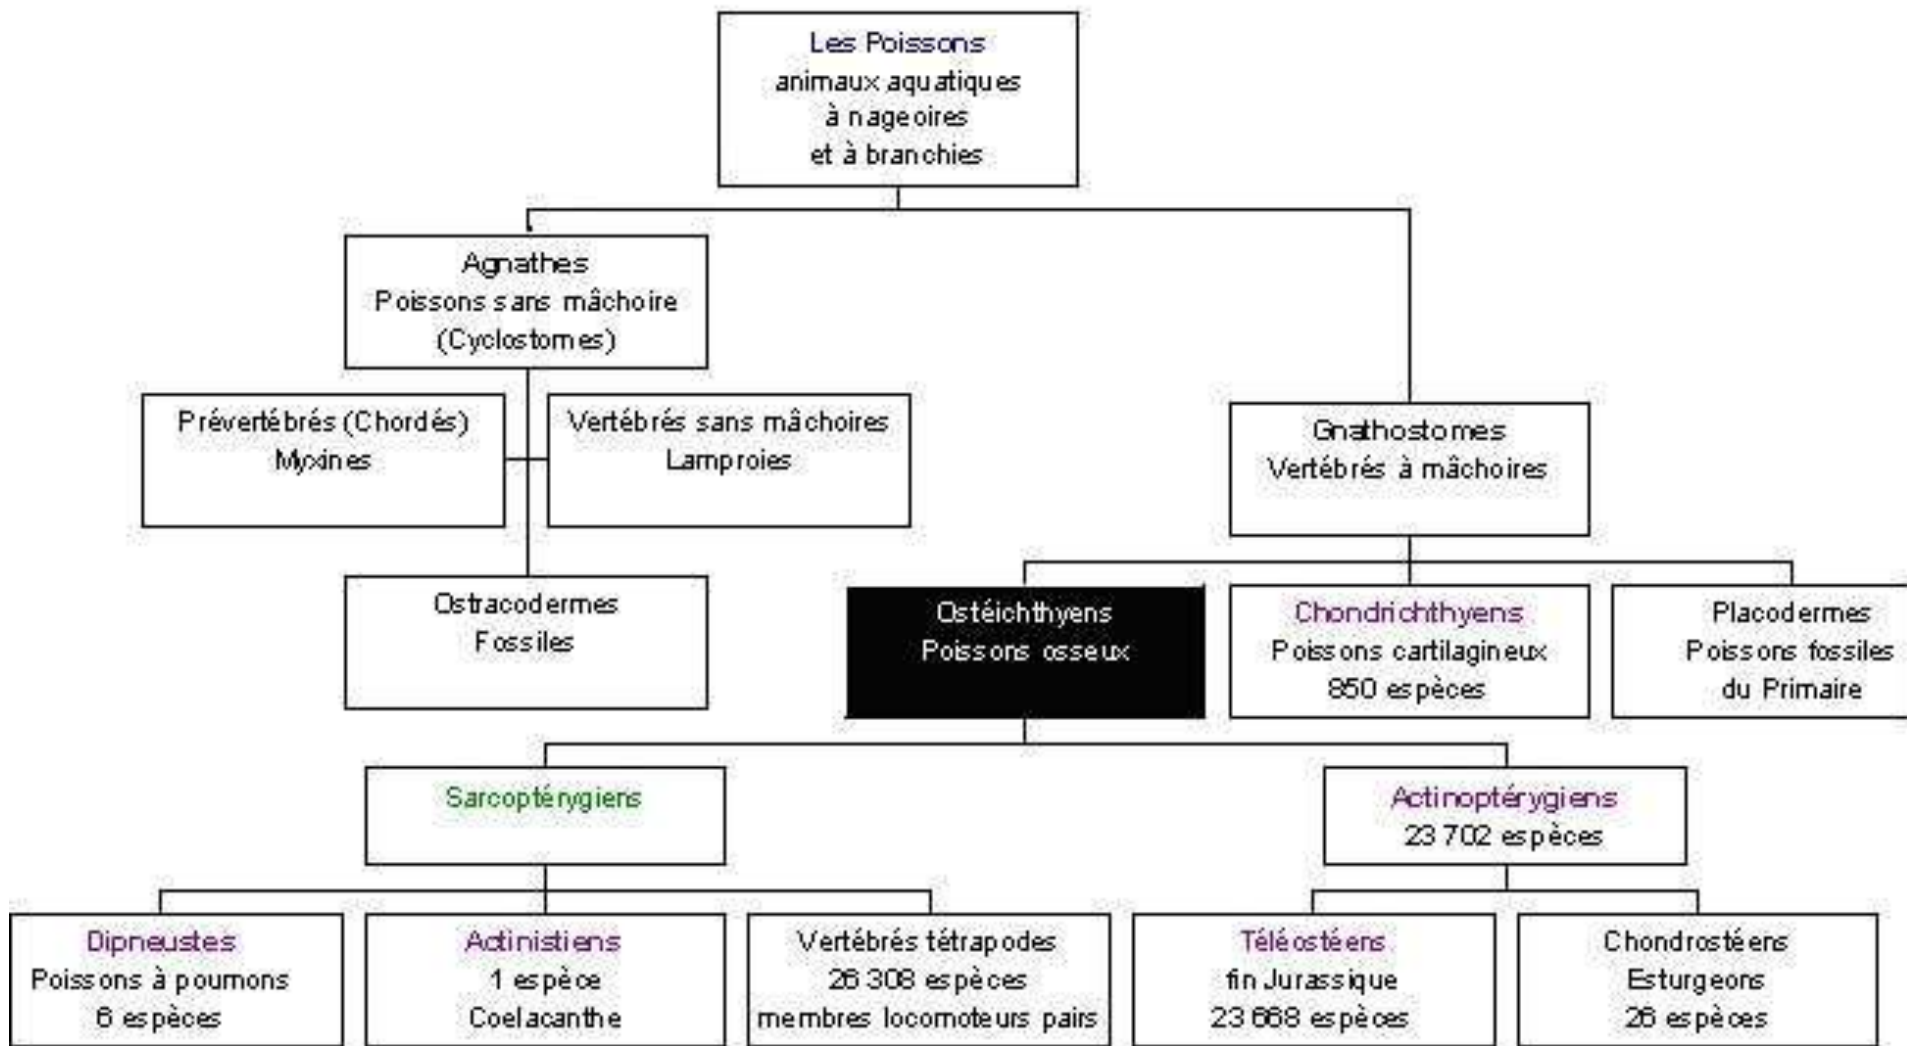 Les Poissons
animaux aquatiques
à nageoires
et à branchies
Agnathes
Poissons sans mâchoire
(Cyclostomes)
Prévertébrés (Chordés)
Myxines
Vertébrés sans mâchoires
Lamproies
Gnathostomes
Vertébrés à mâchoires
Ostracodermes
Fossiles
Ostéichthyens
Poissons osseux
Chondrichthyens
Poissons cartilagineux
850 espèces
Placodermes
Poissons fossiles
du Primaire
Sarcoptérygiens
Actinoptérygiens
23 702 espèces
Dipneustes
Poissons à poumons
6 espèces
Actinistiens
1 espèce
Coelacanthe
Vertébrés tétrapodes
26 308 espèces
membres locomoteurs pairs
Téléostéens
fin Jurassique
23 668 espèces
Chondrostéens
Esturgeons
26 espèces